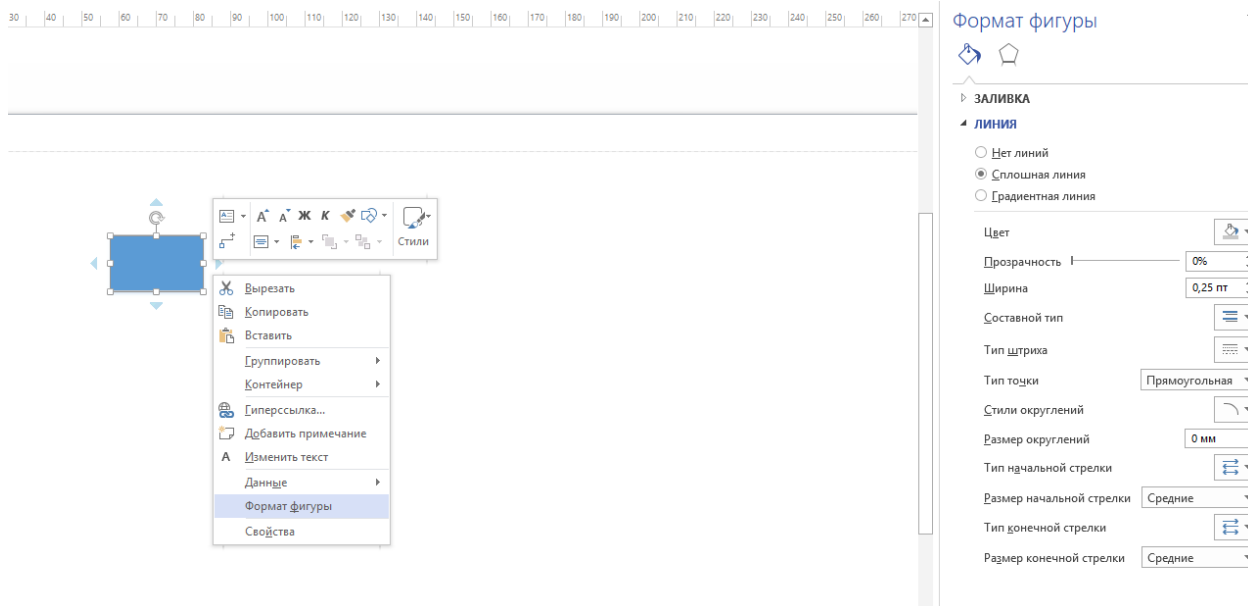 30 40 50 60 70 80 90 100 110 120 130 140 150 160 170 180 190 200 210 220 230 240 250 260 270
Формат фигуры
ЗАЛИВКА
ЛИНИЯ
Нет линий
Сплошная линия
Градиентная линия
Цвет
Прозрачность 0%
Ширина 0,25 пт
Составной тип
Тип штриха
Тип точки Прямоугольная
Стили округлений
Размер округлений 0 мм
Тип начальной стрелки
Размер начальной стрелки Средние
Тип конечной стрелки
Размер конечной стрелки Средние
А А Ж К
Стили
Вырезать
Копировать
Вставить
Группировать
Контейнер
Гиперссылка...
Добавить примечание
А Изменить текст
Данные
Формат фигуры
Свойства